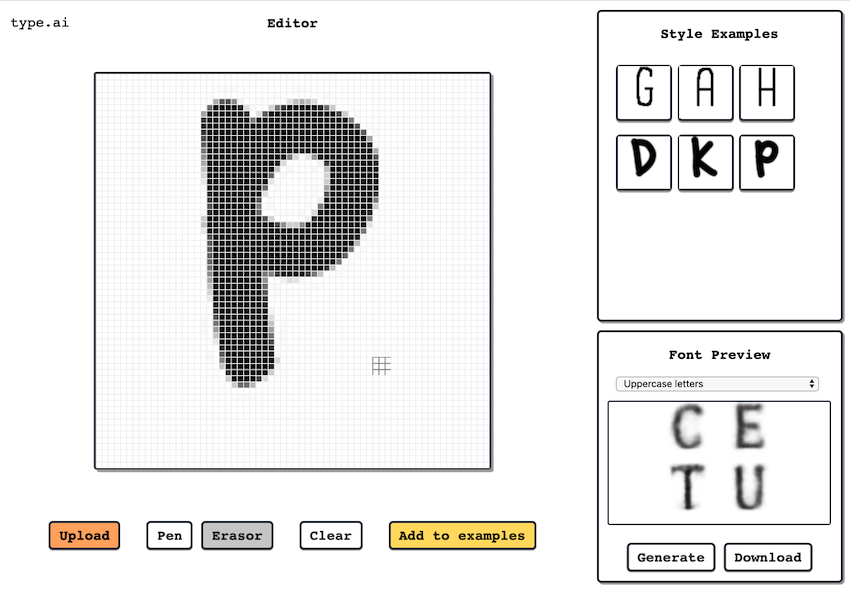 type.ai
Editor
P
Upload
Pen
Erasor
Clear
Add to examples
Style Examples
G A H
D K P
Font Preview
Uppercase letters
C E
T U
Generate
Download